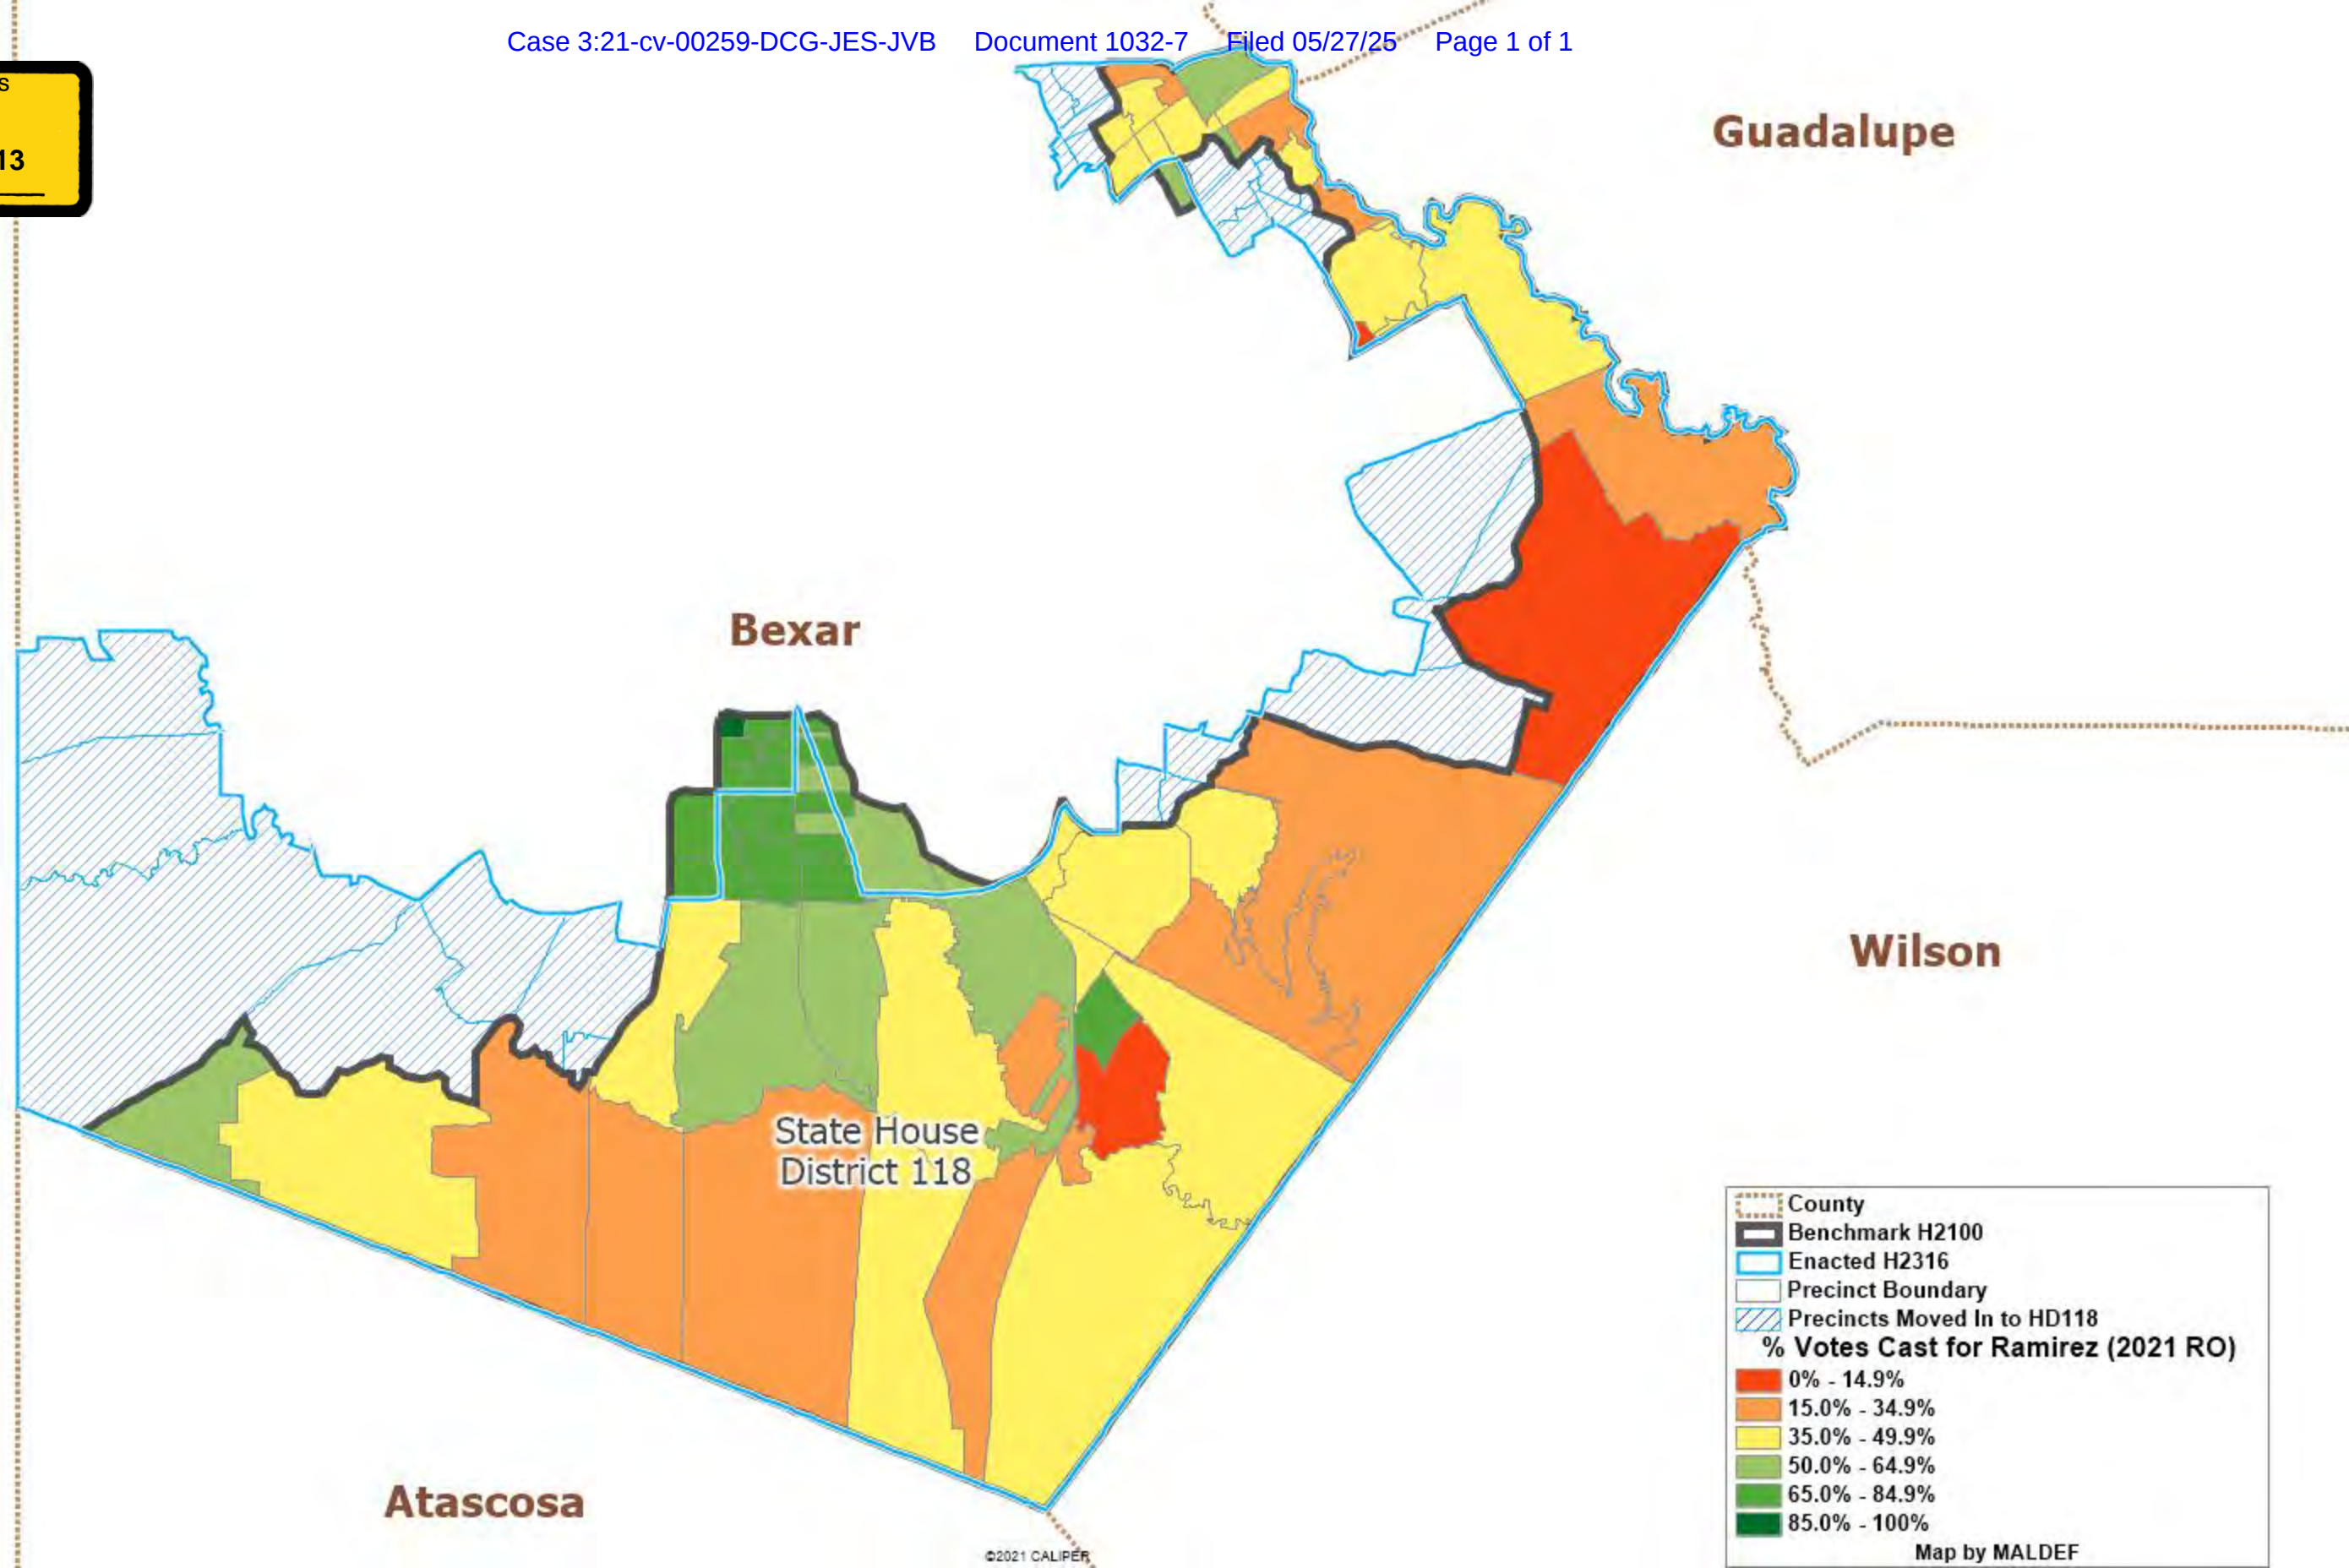 Case 3:21-cv-00259-DCG-JES-JVB Document 1032-7 Filed 05/27/25 Page 1 of 1
s
13
Guadalupe
Bexar
Wilson
State House
District 118
Atascosa
County
Benchmark H2100
Enacted H2316
Precinct Boundary
Precincts Moved In to HD118
% Votes Cast for Ramirez (2021 RO)
0% - 14.9%
15.0% - 34.9%
35.0% - 49.9%
50.0% - 64.9%
65.0% - 84.9%
85.0% - 100%
Map by MALDEF
©2021 CALIPER